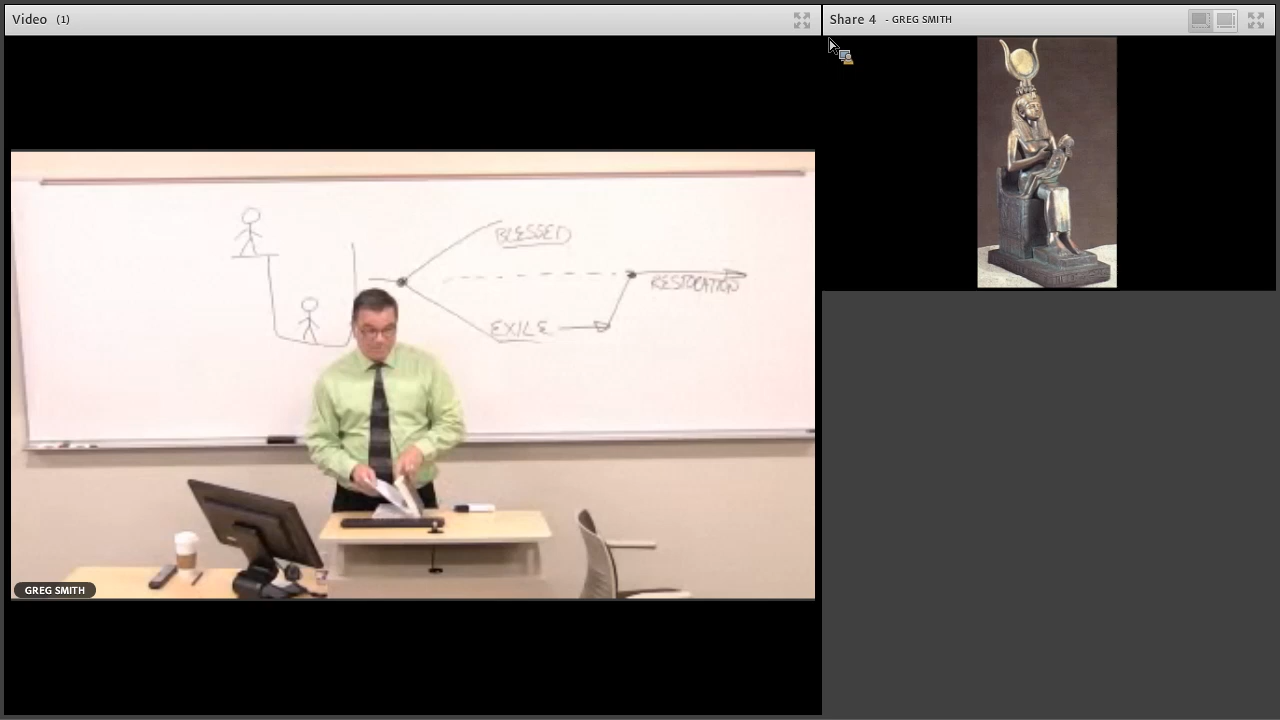 Video (1)
Share 4 - GREG SMITH
BLESSED
RESTORATION
EXILE
GREG SMITH